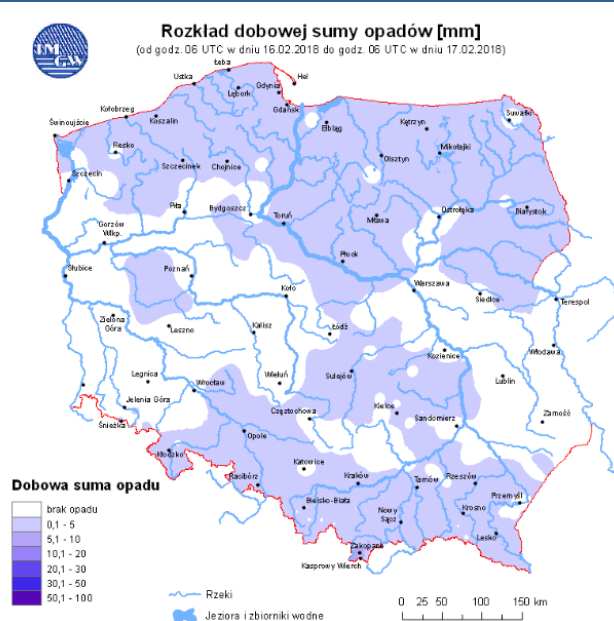 IM
GW
Rozkład dobowej sumy opadów [mm]
(od godz. 06 UTC w dniu 16.02.2018 do godz. 06 UTC w dniu 17.02.2018)
Łeba
Ustka
Hel
Lębork
Gdynia
Gdańsk
Kołobrzeg
Koszalin
Świnoujście
Elbląg
Kętrzyn
Suwałki
Resko
Mikołajki
Olsztyn
Szczecinek
Chojnice
Szczecin
Piła
Bydgoszcz
Ostrołęka
Białystok
Toruń
Mława
Gorzów
Wlkp.
Płock
Słubice
Poznań
Koło
Warszawa
Siedlce
Terespol
Zielona
Góra
Leszno
Kalisz
Łódź
Kozienice
Włodawa
Legnica
Wrocław
Wieluń
Sulejów
Lublin
Jelenia Góra
Częstochowa
Kielce
Sandomierz
Zamość
Śnieżka
Opole
Kłodzko
Katowice
Racibórz
Kraków
Tarnów
Rzeszów
Przemyśl
Bielsko-Biała
Nowy
Sącz
Krosno
Lesko
Zakopane
Kasprowy Wierch
Dobowa suma opadu
brak opadu
0,1 - 5
5,1 - 10
10,1 - 20
20,1 - 30
30,1 - 50
50,1 - 100
Rzeki
Jeziora i zbiorniki wodne
0 25 50 100 150 km